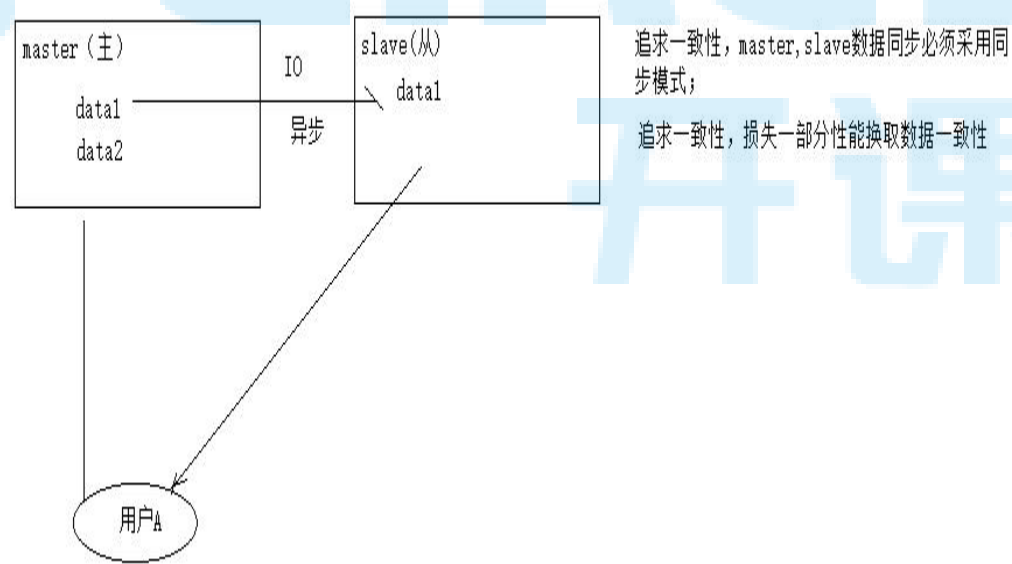 master（主）
data1
data2
IO
异步
slave(从)
data1
追求一致性，master,slave数据同步必须采用同
步模式；
追求一致性，损失一部分性能换取数据一致性
开课
用户A